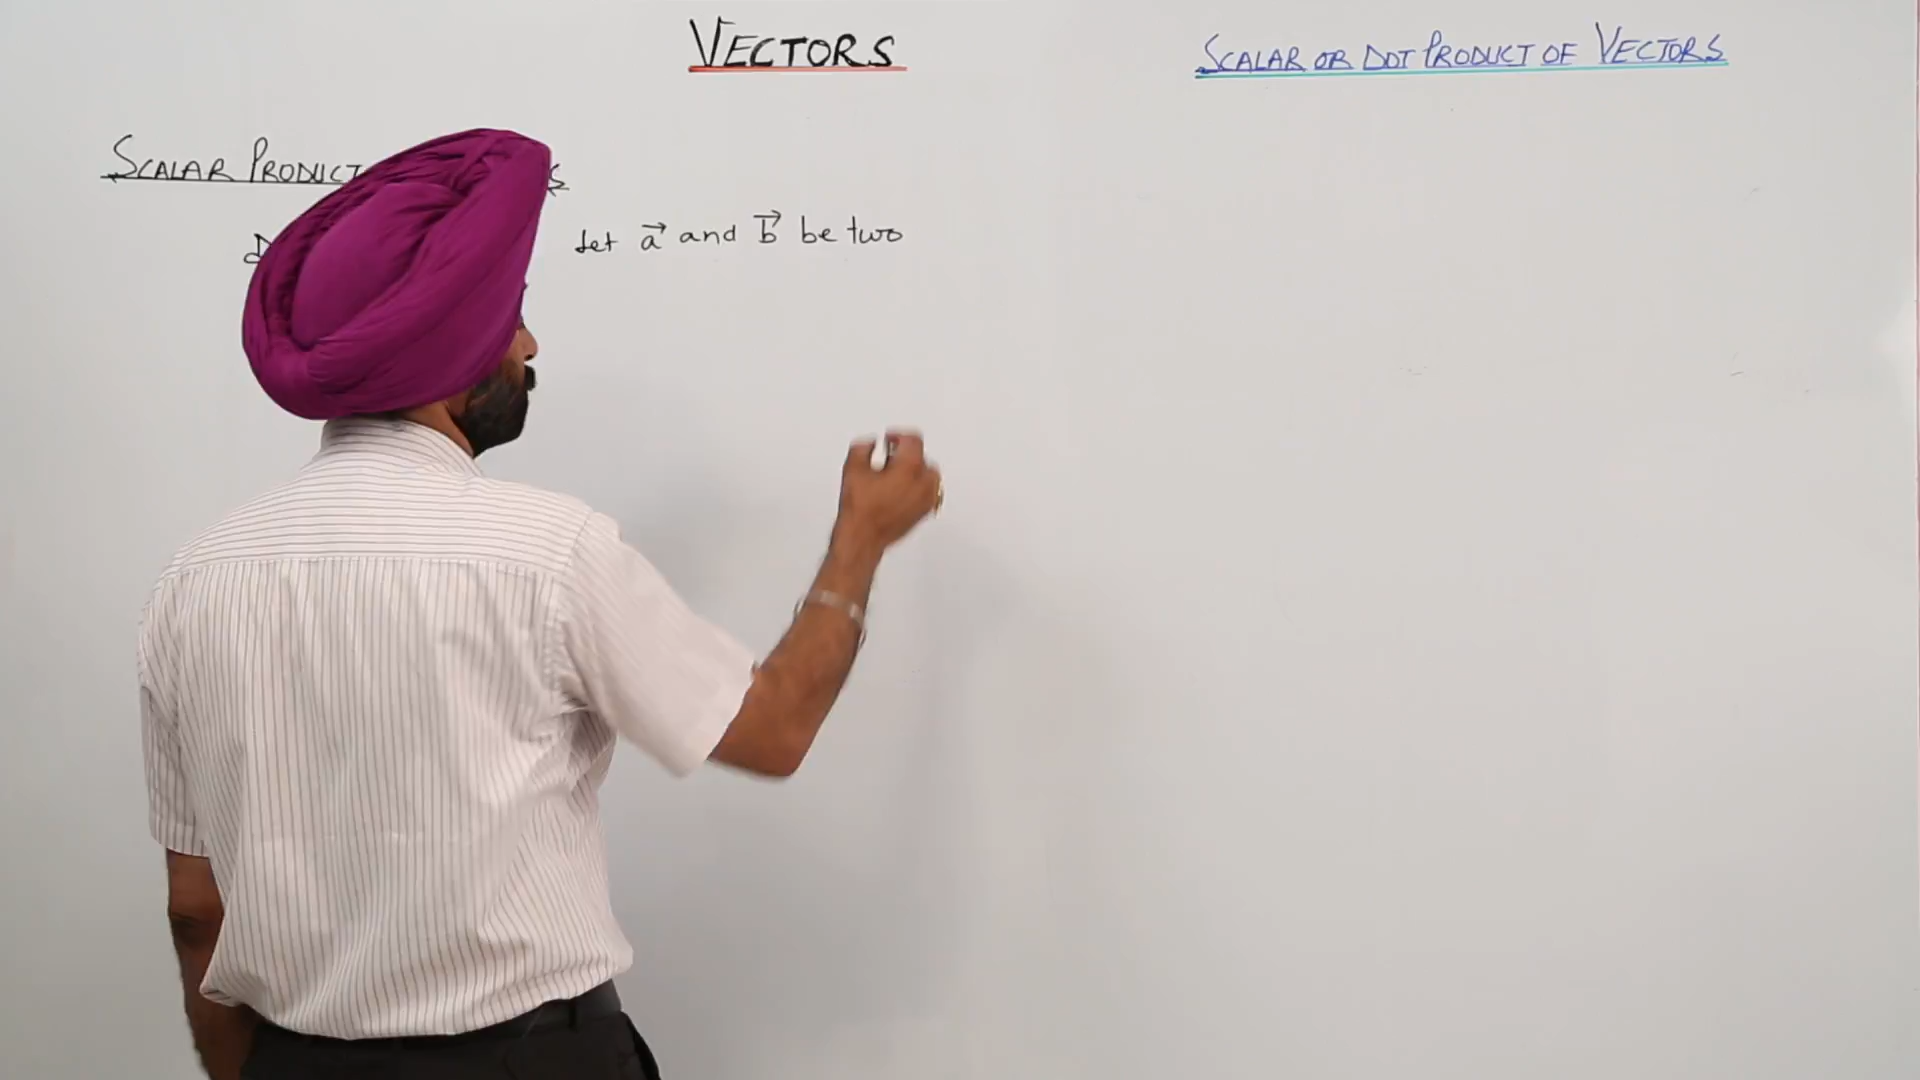 VECTORS
SCALAR OR DOT PRODUCT OF VECTORS
SCALAR PRODUCT
Let a⃗ and b⃗ be two